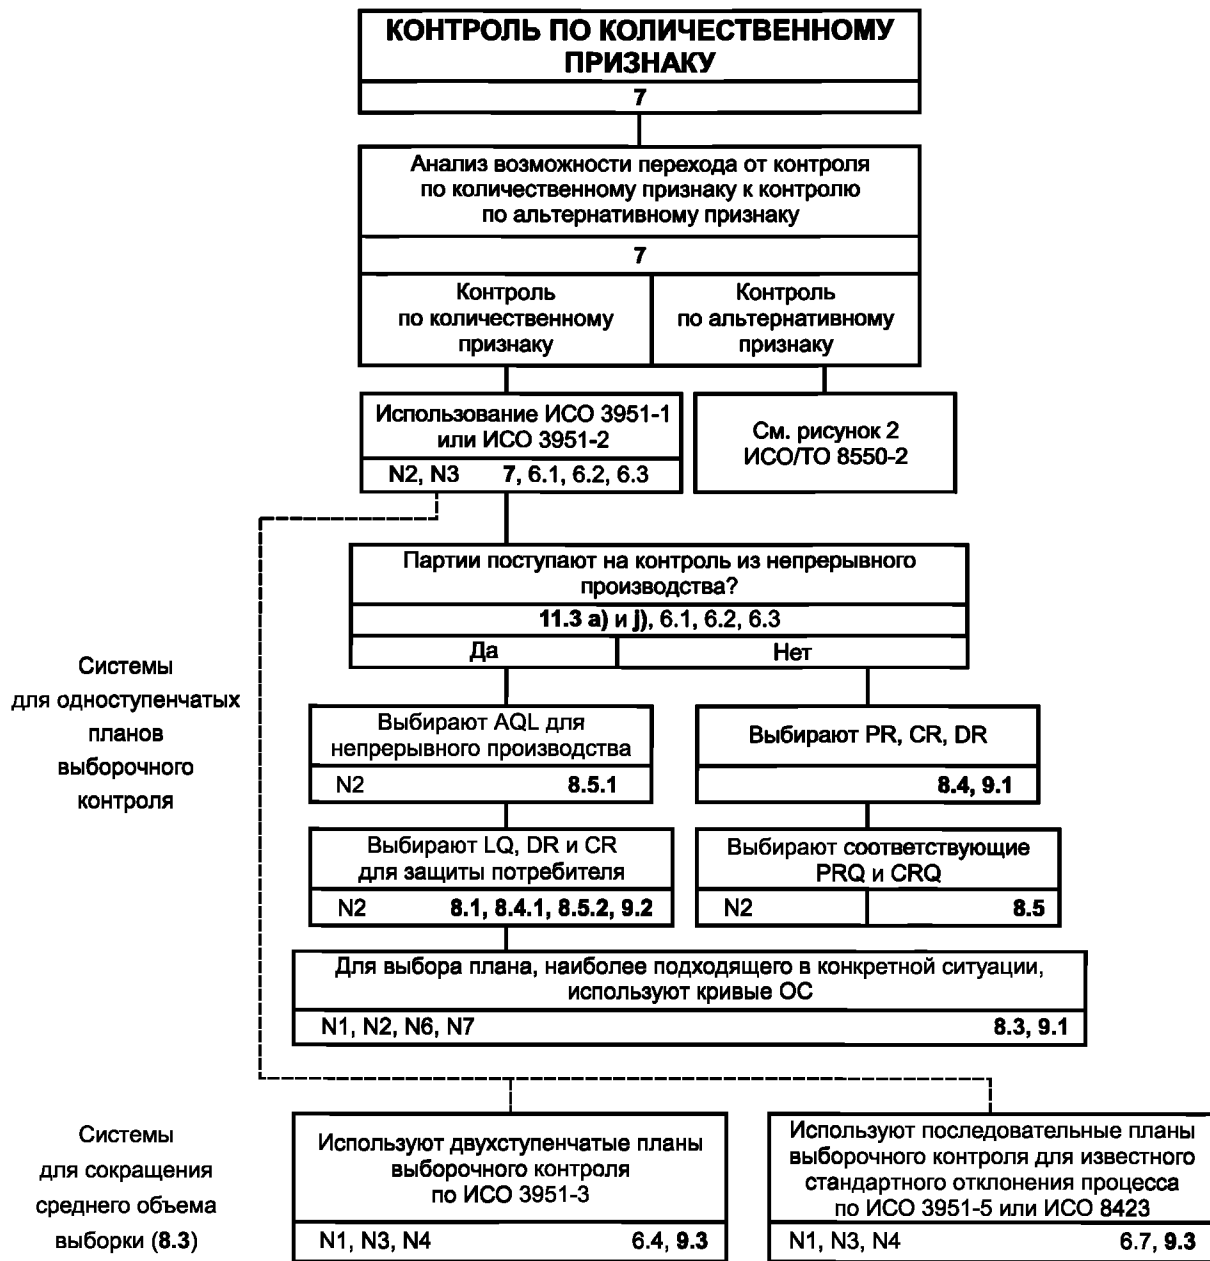 КОНТРОЛЬ ПО КОЛИЧЕСТВЕННОМУ
ПРИЗНАКУ
7
Анализ возможности перехода от контроля
по количественному признаку к контролю
по альтернативному признаку
7
Контроль
по количественному
признаку
Контроль
по альтернативному
признаку
Использование ИСО 3951-1
или ИСО 3951-2
N2, N3 7, 6.1, 6.2, 6.3
См. рисунок 2
ИСО/ТО 8550-2
Партии поступают на контроль из непрерывного
производства?
11.3 a) и j), 6.1, 6.2, 6.3
Да
Нет
Системы
для одноступенчатых
планов
выборочного
контроля
Выбирают AQL для
непрерывного производства
N2 8.5.1
Выбирают PR, CR, DR
8.4, 9.1
Выбирают LQ, DR и CR
для защиты потребителя
N2 8.1, 8.4.1, 8.5.2, 9.2
Выбирают соответствующие
PRQ и CRQ
N2 8.5
Для выбора плана, наиболее подходящего в конкретной ситуации,
используют кривые ОС
N1, N2, N6, N7 8.3, 9.1
Системы
для сокращения
среднего объема
выборки (8.3)
Используют двухступенчатые планы
выборочного контроля
по ИСО 3951-3
N1, N3, N4 6.4, 9.3
Используют последовательные планы
выборочного контроля для известного
стандартного отклонения процесса
по ИСО 3951-5 или ИСО 8423
N1, N3, N4 6.7, 9.3